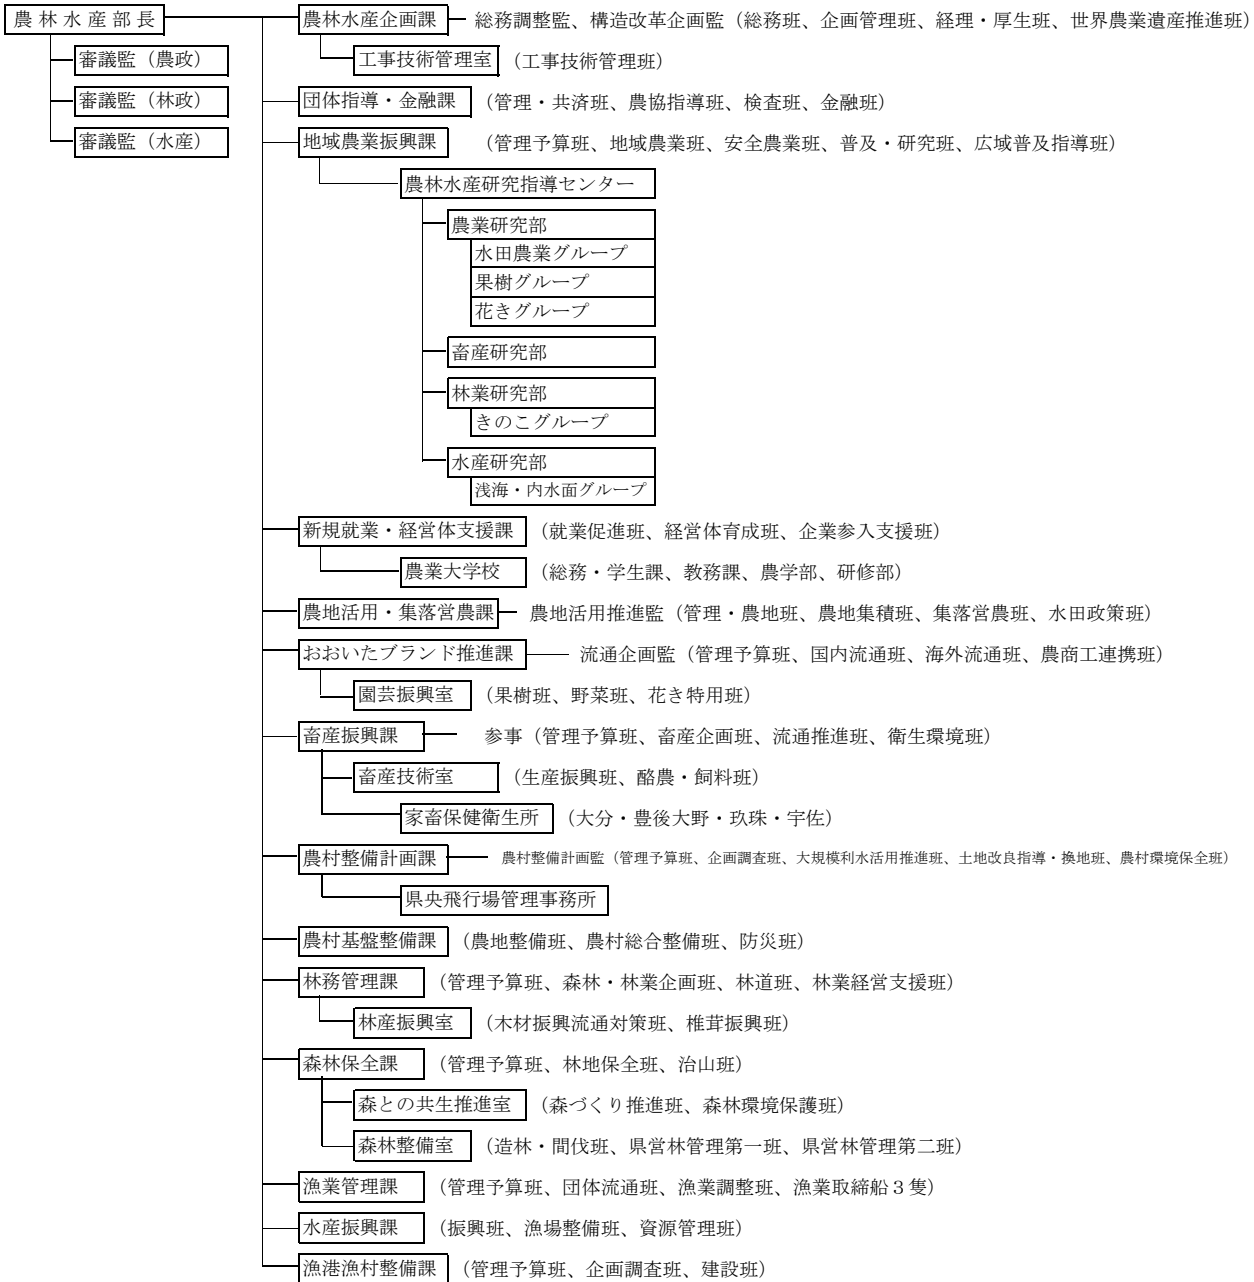 農林水産部長 農林水産企画課 総務調整監、構造改革企画監（総務班、企画管理班、経理・厚生班、世界農業遺産推進班）
審議監（農政） 工事技術管理室 （工事技術管理班）
審議監（林政） 団体指導・金融課 （管理・共済班、農協指導班、検査班、金融班）
審議監（水産） 地域農業振興課 （管理予算班、地域農業班、安全農業班、普及・研究班、広域普及指導班）
農林水産研究指導センター
農業研究部
水田農業グループ
果樹グループ
花きグループ
畜産研究部
林業研究部
きのこグループ
水産研究部
浅海・内水面グループ
新規就業・経営体支援課 （就業促進班、経営体育成班、企業参入支援班）
農業大学校 （総務・学生課、教務課、農学部、研修部）
農地活用・集落営農課 農地活用推進監（管理・農地班、農地集積班、集落営農班、水田政策班）
おおいたブランド推進課 流通企画監（管理予算班、国内流通班、海外流通班、農商工連携班）
園芸振興室 （果樹班、野菜班、花き特用班）
畜産振興課 参事（管理予算班、畜産企画班、流通推進班、衛生環境班）
畜産技術室 （生産振興班、酪農・飼料班）
家畜保健衛生所 （大分・豊後大野・玖珠・宇佐）
農村整備計画課 農村整備計画監（管理予算班、企画調査班、大規模利水活用推進班、土地改良指導・換地班、農村環境保全班）
県央飛行場管理事務所
農村基盤整備課 （農地整備班、農村総合整備班、防災班）
林務管理課 （管理予算班、森林・林業企画班、林道班、林業経営支援班）
林産振興室 （木材振興流通対策班、椎茸振興班）
森林保全課 （管理予算班、林地保全班、治山班）
森との共生推進室 （森づくり推進班、森林環境保護班）
森林整備室 （造林・間伐班、県営林管理第一班、県営林管理第二班）
漁業管理課 （管理予算班、団体流通班、漁業調整班、漁業取締船３隻）
水産振興課 （振興班、漁場整備班、資源管理班）
漁港漁村整備課 （管理予算班、企画調査班、建設班）